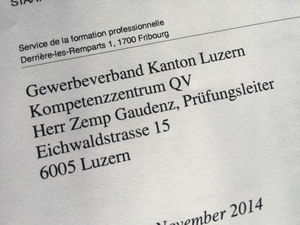 Service de la formation professionnelle
Derrière-les-Remparts 1, 1700 Fribourg
Gewerbeverband Kanton Luzern
Kompetenzzentrum QV
Herr Zemp Gaudenz, Prüfungsleiter
Eichwaldstrasse 15
6005 Luzern
November 2014